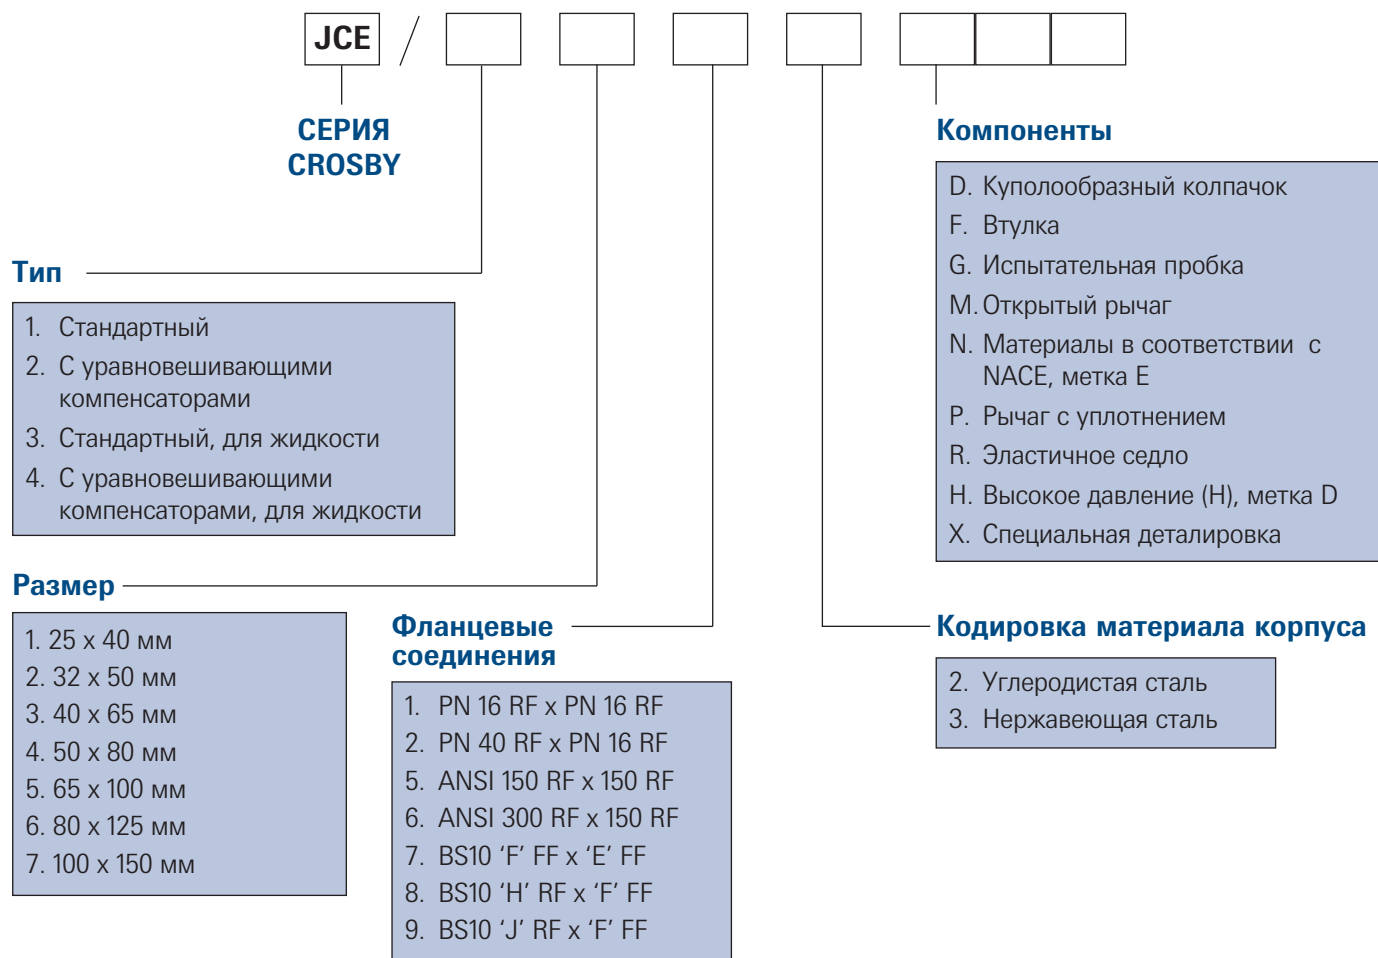 JCE /
СЕРИЯ
CROSBY
Тип
1. Стандартный
2. С уравновешивающими
компенсаторами
3. Стандартный, для жидкости
4. С уравновешивающими
компенсаторами, для жидкости
Размер
1. 25 x 40 мм
2. 32 x 50 мм
3. 40 x 65 мм
4. 50 x 80 мм
5. 65 x 100 мм
6. 80 x 125 мм
7. 100 x 150 мм
Фланцевые
соединения
1. PN 16 RF x PN 16 RF
2. PN 40 RF x PN 16 RF
5. ANSI 150 RF x 150 RF
6. ANSI 300 RF x 150 RF
7. BS10 ‘F’ FF x ‘E’ FF
8. BS10 ‘H’ RF x ‘F’ FF
9. BS10 ‘J’ RF x ‘F’ FF
Компоненты
D. Куполообразный колпачок
F. Втулка
G. Испытательная пробка
M. Открытый рычаг
N. Материалы в соответствии с
NACE, метка E
P. Рычаг с уплотнением
R. Эластичное седло
H. Высокое давление (H), метка D
X. Специальная деталировка
Кодировка материала корпуса
2. Углеродистая сталь
3. Нержавеющая сталь